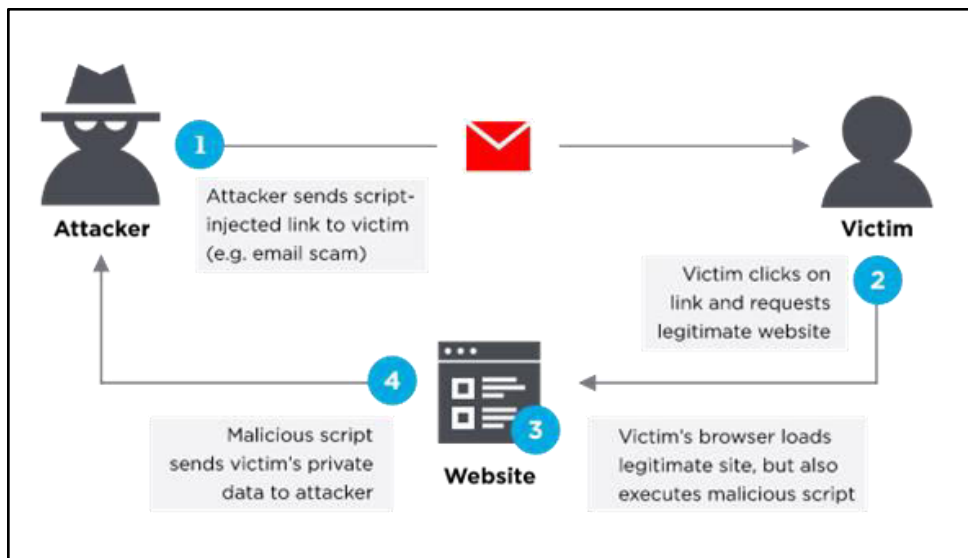 1
Attacker sends script-
injected link to victim
(e.g. email scam)
Attacker
Victim
2
Victim clicks on
link and requests
legitimate website
3
Victim's browser loads
legitimate site, but also
executes malicious script
Website
4
Malicious script
sends victim's private
data to attacker